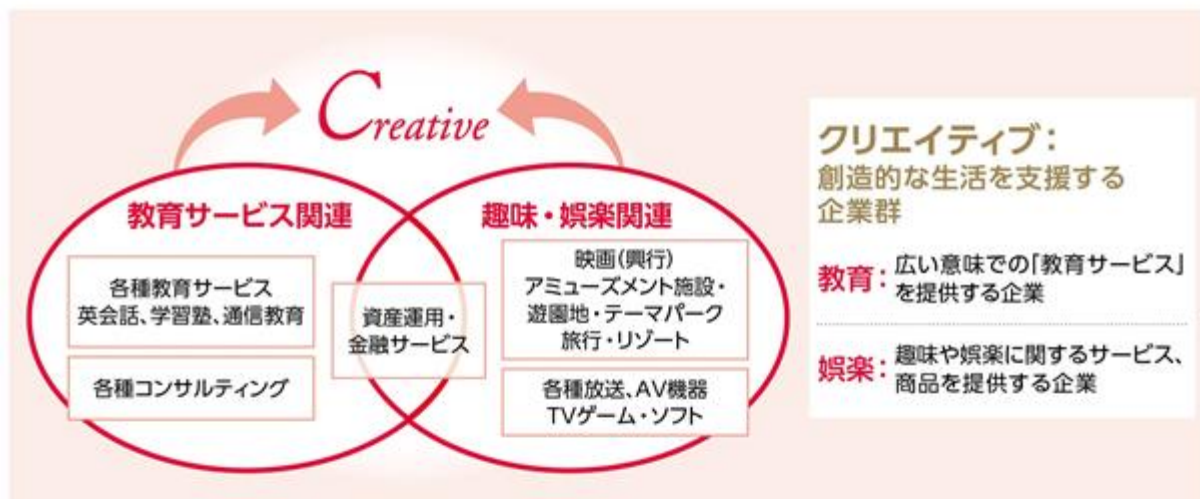 Creative
教育サービス関連
各種教育サービス
英会話、学習塾、通信教育
各種コンサルティング
資産運用・
金融サービス
趣味・娯楽関連
映画(興行)
アミューズメント施設・
遊園地・テーマパーク
旅行・リゾート
各種放送、AV機器
TVゲーム・ソフト
クリエイティブ：
創造的な生活を支援する
企業群
教育：広い意味での「教育サービス」
を提供する企業
娯楽：趣味や娯楽に関するサービス、
商品を提供する企業